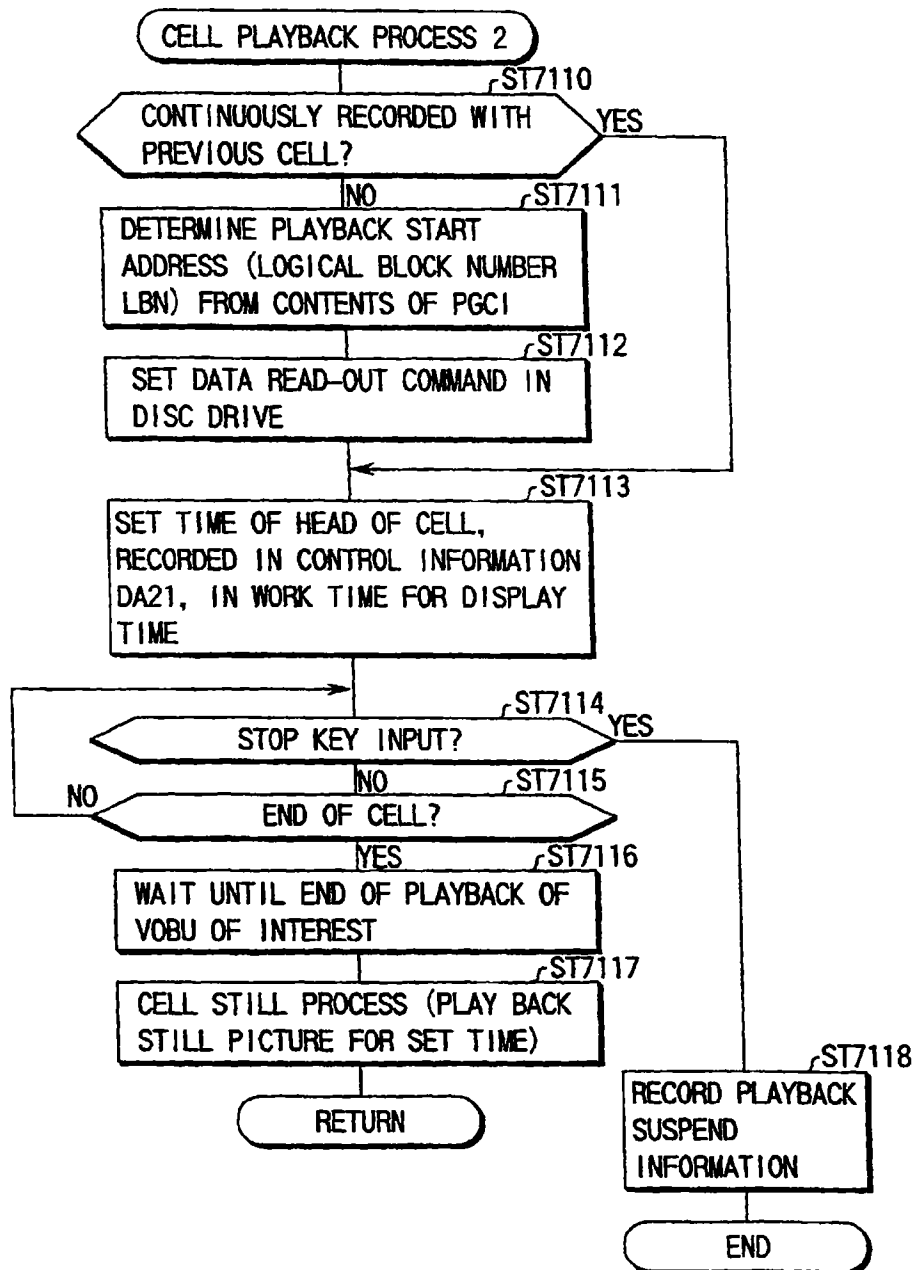 CELL PLAYBACK PROCESS 2
ST7110
CONTINUOUSLY RECORDED WITH
PREVIOUS CELL?
YES
NO
ST7111
DETERMINE PLAYBACK START
ADDRESS (LOGICAL BLOCK NUMBER
LBN) FROM CONTENTS OF PGCI
ST7112
SET DATA READ-OUT COMMAND IN
DISC DRIVE
ST7113
SET TIME OF HEAD OF CELL,
RECORDED IN CONTROL INFORMATION
DA21, IN WORK TIME FOR DISPLAY
TIME
ST7114
STOP KEY INPUT?
YES
NO
ST7115
NO
END OF CELL?
YES
ST7116
WAIT UNTIL END OF PLAYBACK OF
VOBU OF INTEREST
ST7117
CELL STILL PROCESS (PLAY BACK
STILL PICTURE FOR SET TIME)
RETURN
ST7118
RECORD PLAYBACK
SUSPEND
INFORMATION
END